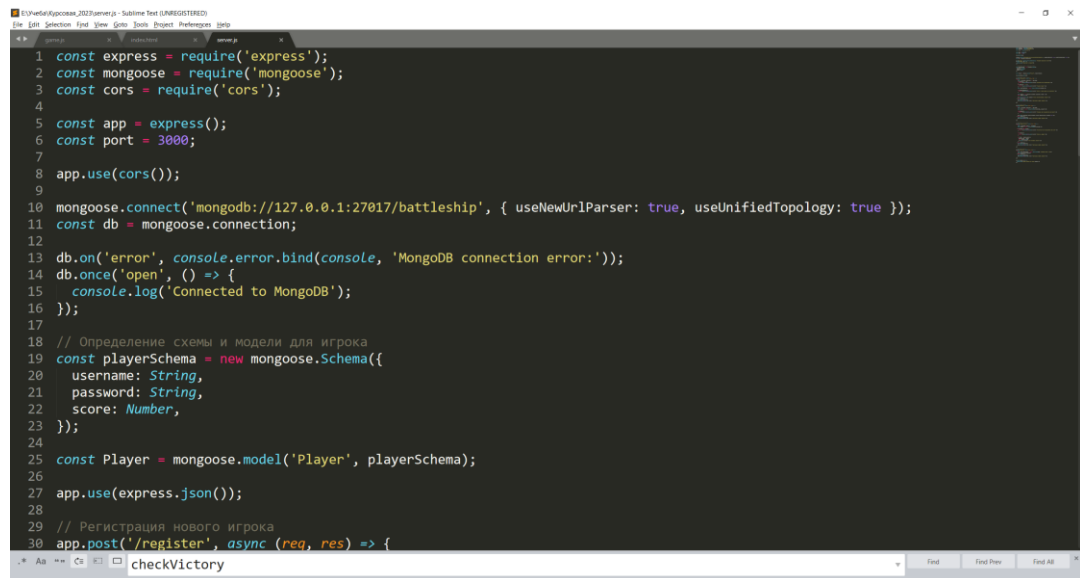 E:\Учеба\Курсовая_2023\server.js - Sublime Text (UNREGISTERED)
File Edit Selection Find View Goto Tools Project Preferences Help
game.js index.html server.js
1 const express = require('express');
2 const mongoose = require('mongoose');
3 const cors = require('cors');
4
5 const app = express();
6 const port = 3000;
7
8 app.use(cors());
9
10 mongoose.connect('mongodb://127.0.0.1:27017/battleship', { useNewUrlParser: true, useUnifiedTopology: true });
11 const db = mongoose.connection;
12
13 db.on('error', console.error.bind(console, 'MongoDB connection error:'));
14 db.once('open', () => {
15 console.log('Connected to MongoDB');
16 });
17
18 // Определение схемы и модели для игрока
19 const playerSchema = new mongoose.Schema({
20 username: String,
21 password: String,
22 score: Number,
23 });
24
25 const Player = mongoose.model('Player', playerSchema);
26
27 app.use(express.json());
28
29 // Регистрация нового игрока
30 app.post('/register', async (req, res) => {
.* Aa “” checkVictory Find Find Prev Find All